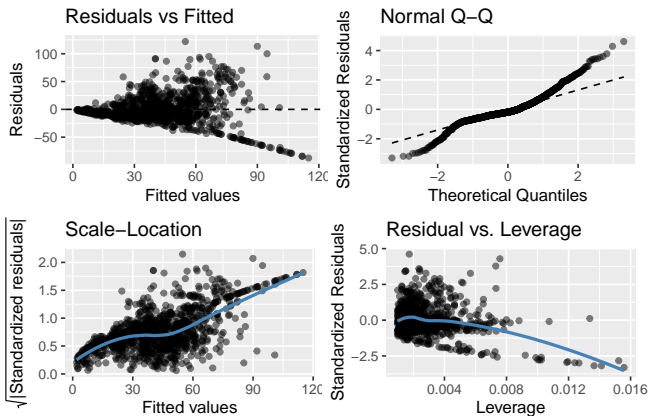 Residuals vs Fitted
Residuals
100
50
0
−50
0
30
60
90
120
Fitted values
Normal Q−Q
Standardized Residuals
4
2
0
−2
−2
0
2
Theoretical Quantiles
Scale−Location
√|Standardized residuals|
2.0
1.5
1.0
0.5
0.0
0
30
60
90
120
Fitted values
Residual vs. Leverage
Standardized Residuals
5.0
2.5
0.0
−2.5
0.004
0.008
0.012
0.016
Leverage